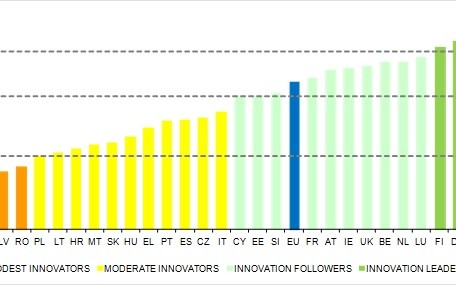 LV RO PL LT HR MT SK HU EL PT ES CZ IT CY EE SI EU FR AT IE UK BE NL LU FI D
ODEST INNOVATORS MODERATE INNOVATORS INNOVATION FOLLOWERS INNOVATION LEADE